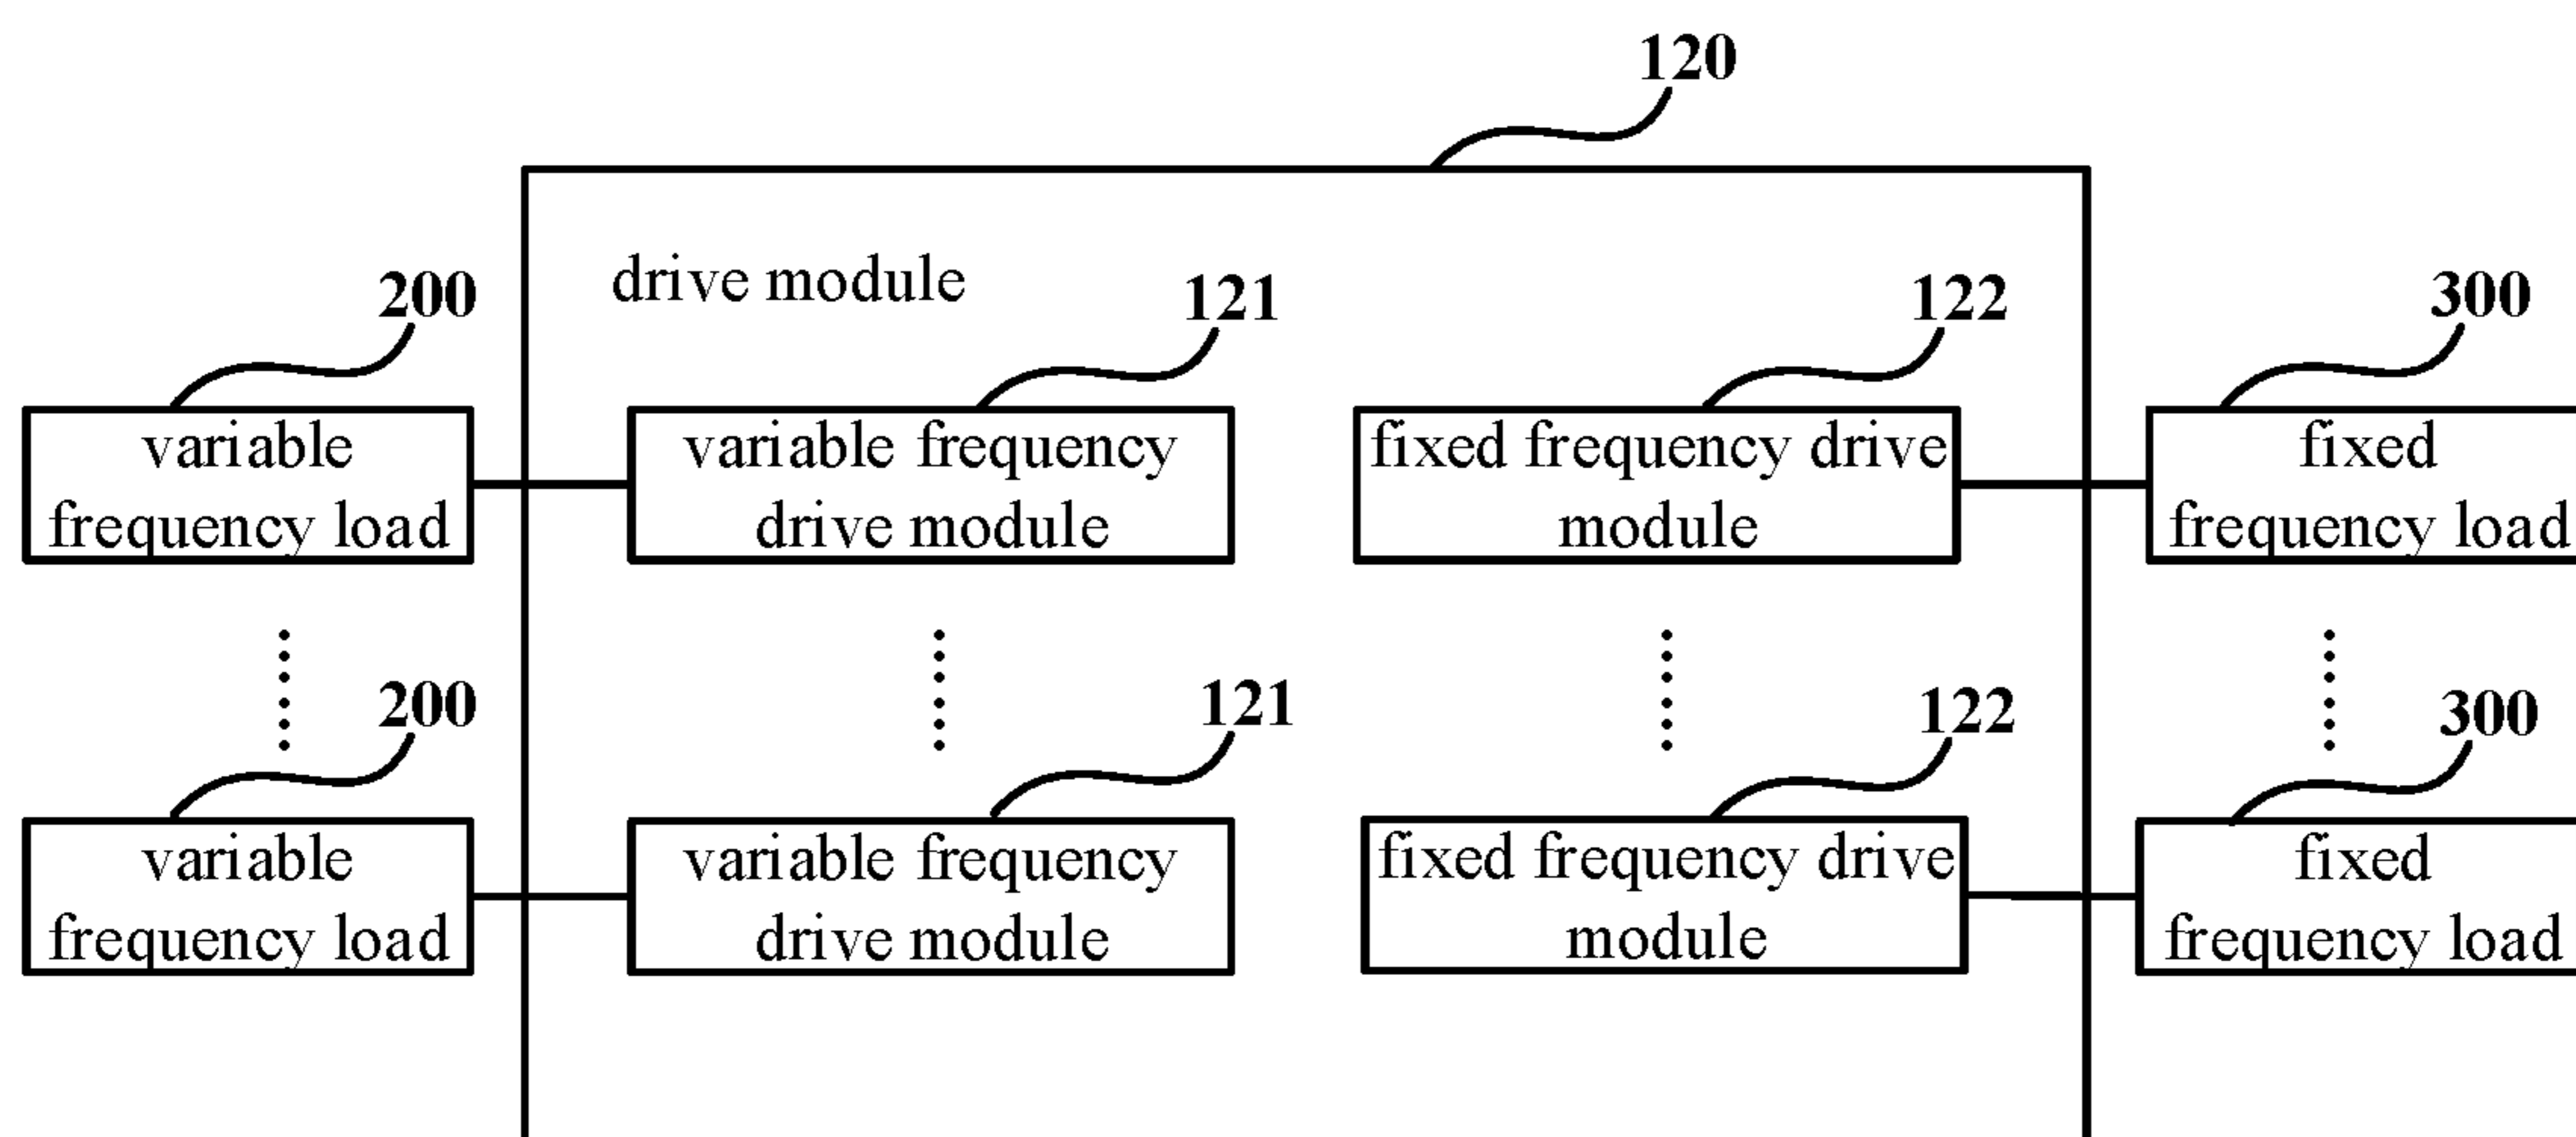 120
drive module
200
121
122
300
variable
frequency load
variable frequency
drive module
fixed frequency drive
module
fixed
frequency load
200
121
122
300
variable
frequency load
variable frequency
drive module
fixed frequency drive
module
fixed
frequency load